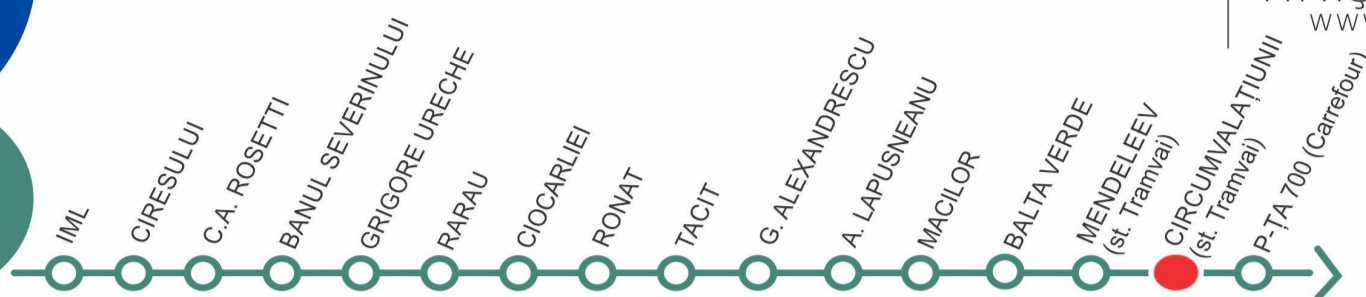 IML
CIRESULUI
C.A. ROSETTI
BANUL SEVERINULUI
GRIGORE URECHE
RARAU
CIOCARLIEI
RONAT
TACIT
G. ALEXANDRESCU
A. LAPUSNEANU
MACILOR
BALTA VERDE
MENDELEEV
(st. Tramvai)
CIRCUMVALAȚIUNII
(st. Tramvai)
P-ȚA 700 (Carrefour)